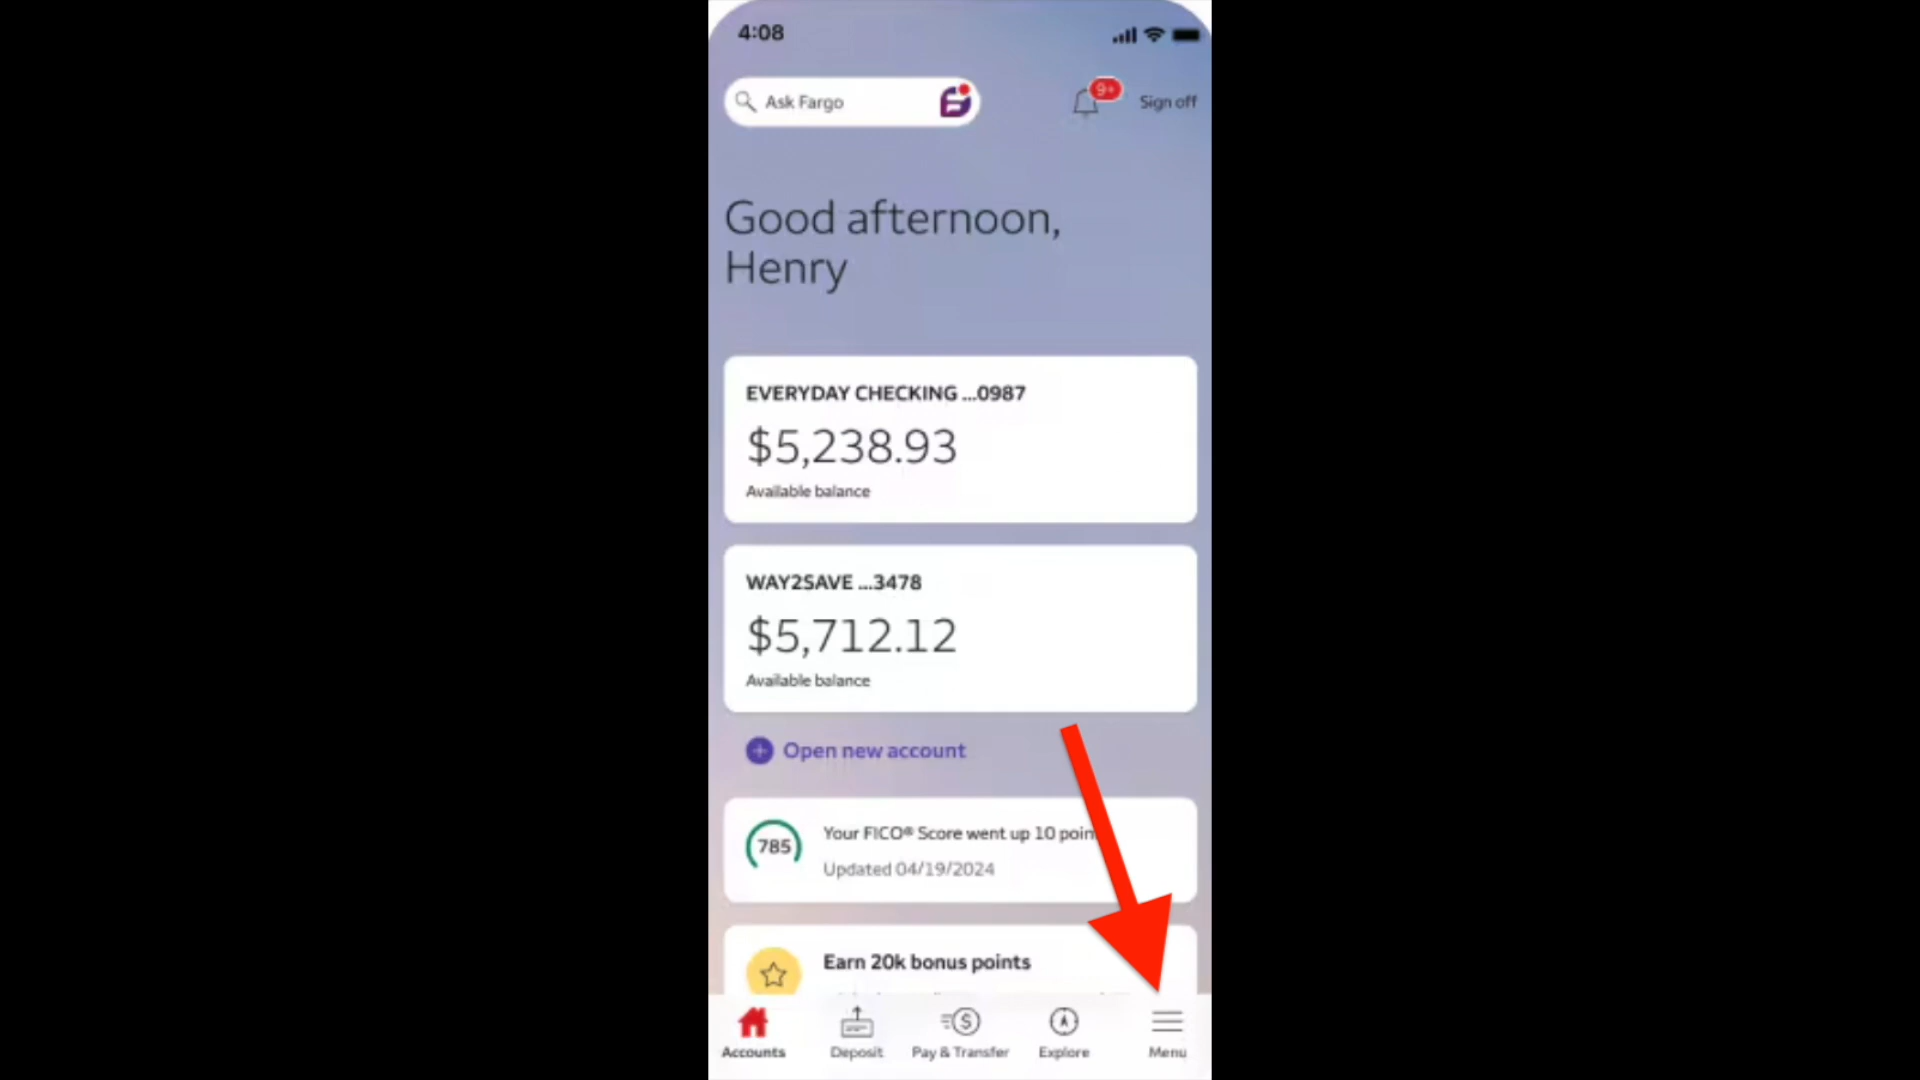 4:08
Ask Fargo
9+
Sign off
Good afternoon,
Henry
EVERYDAY CHECKING ...0987
$5,238.93
Available balance
WAY2SAVE ...3478
$5,712.12
Available balance
Open new account
785
Your FICO® Score went up 10 poin
Updated 04/19/2024
Earn 20k bonus points
Accounts
Deposit
Pay & Transfer
Explore
Menu